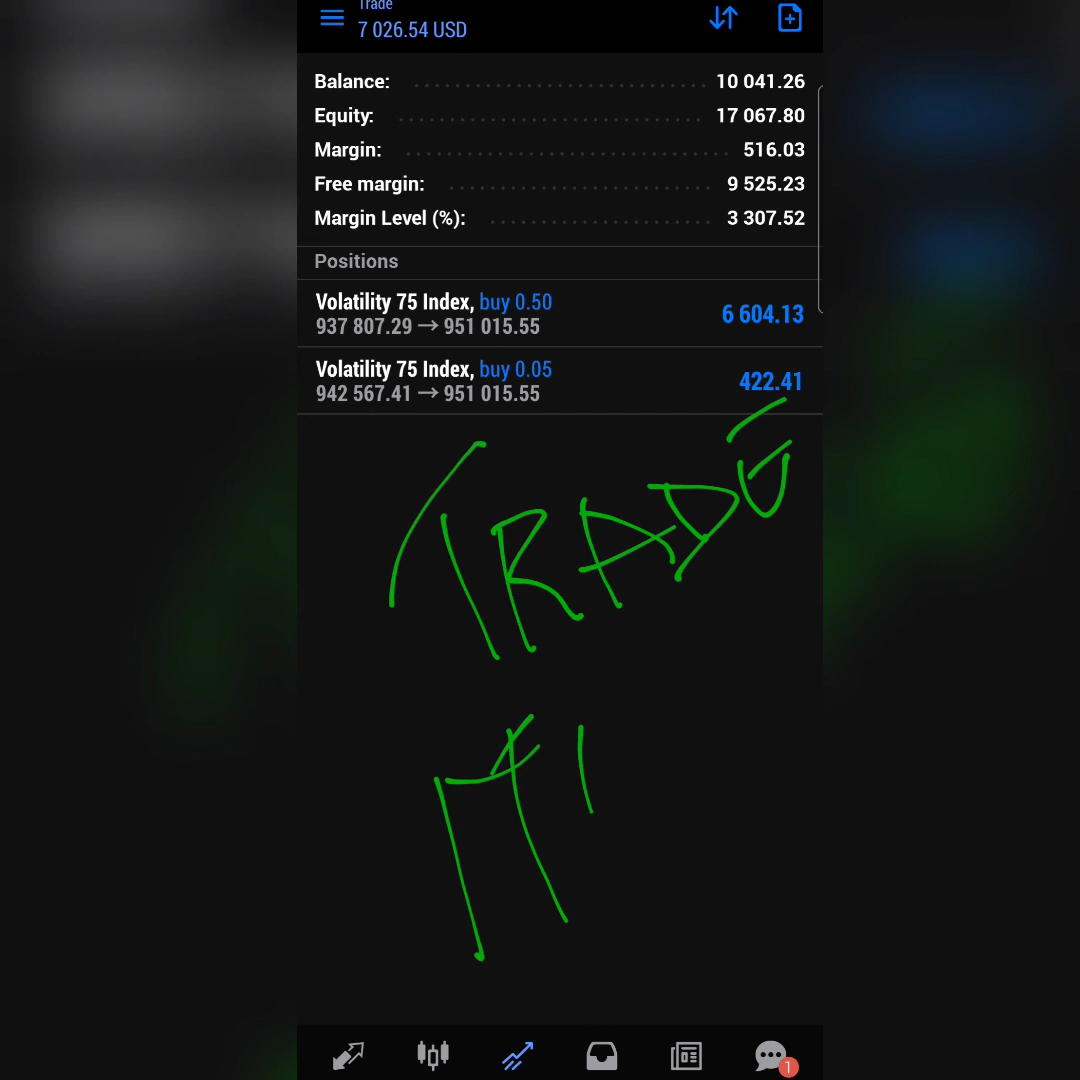 Trade
7 026.54 USD
Balance: 10 041.26
Equity: 17 067.80
Margin: 516.03
Free margin: 9 525.23
Margin Level (%): 3 307.52
Positions
Volatility 75 Index, buy 0.50
937 807.29 → 951 015.55 6 604.13
Volatility 75 Index, buy 0.05
942 567.41 → 951 015.55 422.41
TRADE
1